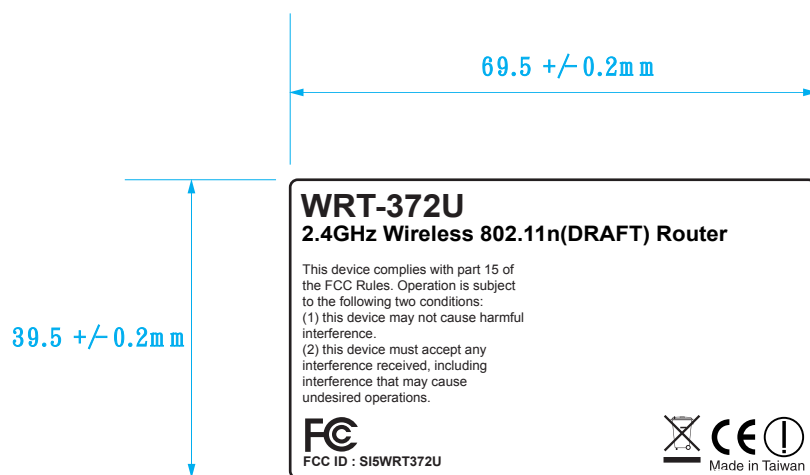 69.5 +/-0.2mm
WRT-372U
2.4GHz Wireless 802.11n(DRAFT) Router
This device complies with part 15 of
the FCC Rules. Operation is subject
to the following two conditions:
(1) this device may not cause harmful
interference.
(2) this device must accept any
interference received, including
interference that may cause
undesired operations.
39.5 +/-0.2mm
FC
CE
FCC ID : SI5WRT372U
Made in Taiwan